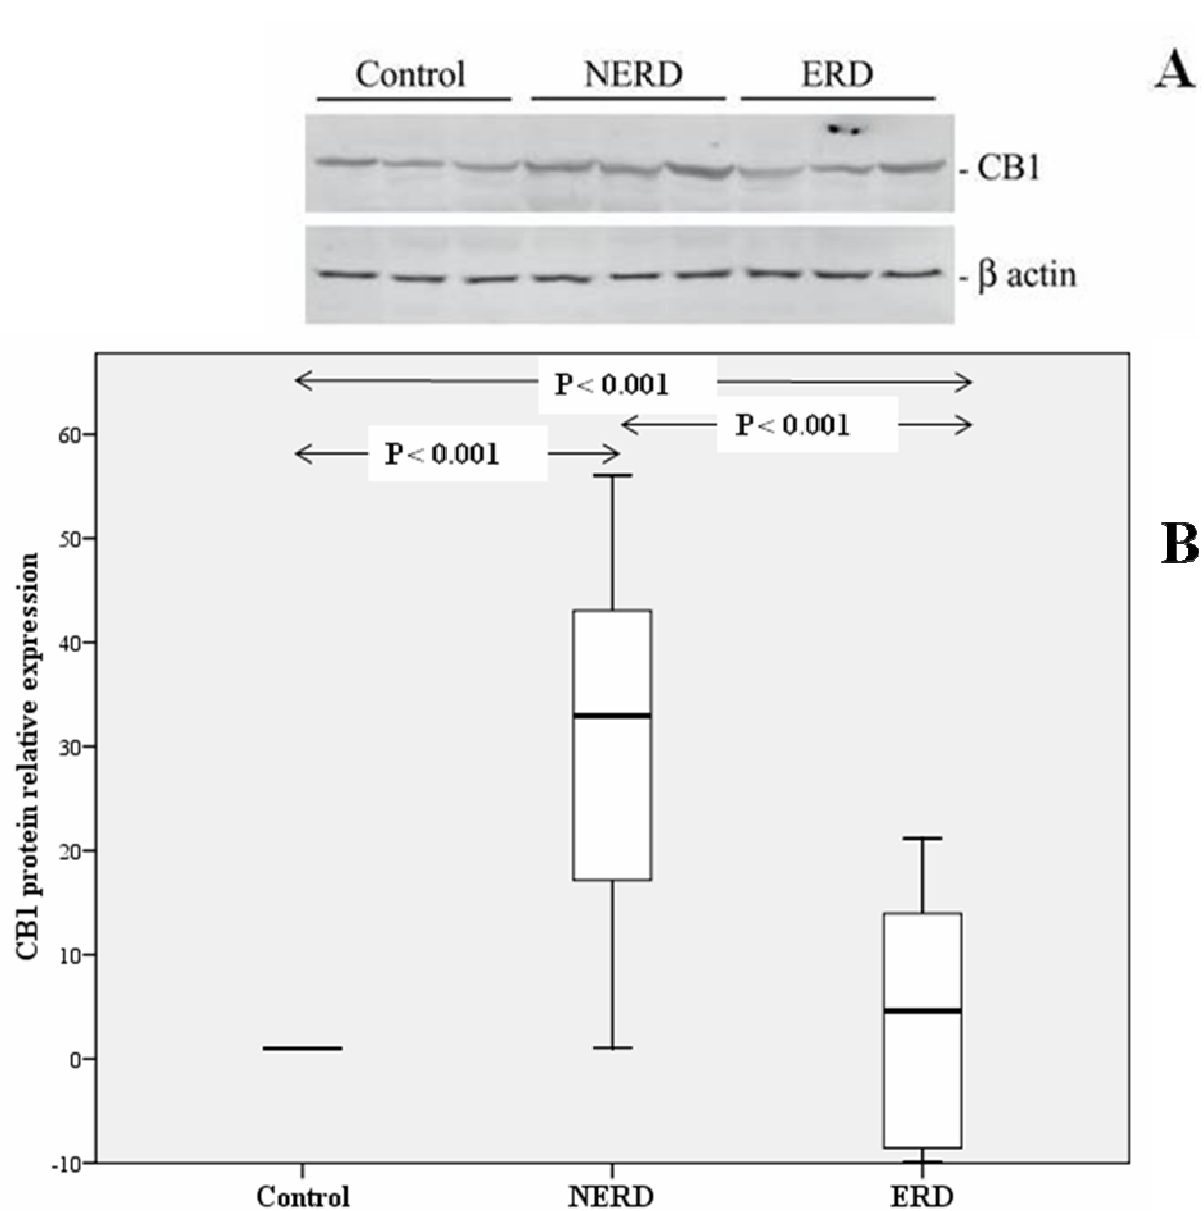 A
Control NERD ERD
- CB1
- β actin
P < 0.001
P < 0.001
P < 0.001
60
50
40
30
20
10
0
-10
CB1 protein relative expression
B
Control NERD ERD